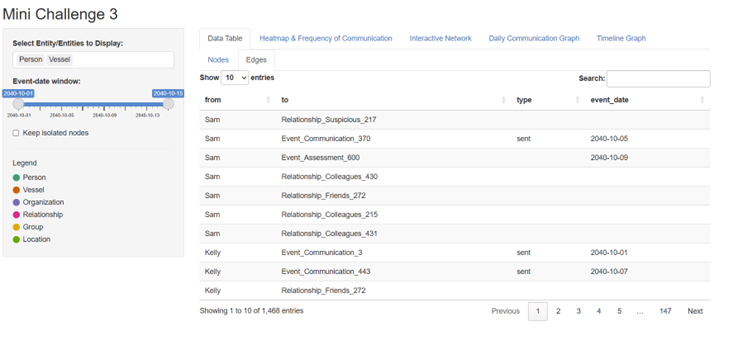 Mini Challenge 3
Select Entity/Entities to Display:
Person Vessel
Event-date window:
2040-10-01 2040-10-15
2040-10-01 2040-10-05 2040-10-09 2040-10-13
Keep isolated nodes
Legend
Person
Vessel
Organization
Relationship
Group
Location
Data Table Heatmap & Frequency of Communication Interactive Network Daily Communication Graph Timeline Graph
Nodes Edges
Show 10 entries Search:
from to type event_date
Sam Relationship_Suspicious_217
Sam Event_Communication_370 sent 2040-10-05
Sam Event_Assessment_600 2040-10-09
Sam Relationship_Colleagues_430
Sam Relationship_Friends_272
Sam Relationship_Colleagues_215
Sam Relationship_Colleagues_431
Kelly Event_Communication_3 sent 2040-10-01
Kelly Event_Communication_443 sent 2040-10-07
Kelly Relationship_Friends_272
Showing 1 to 10 of 1,468 entries Previous 1 2 3 4 5 … 147 Next